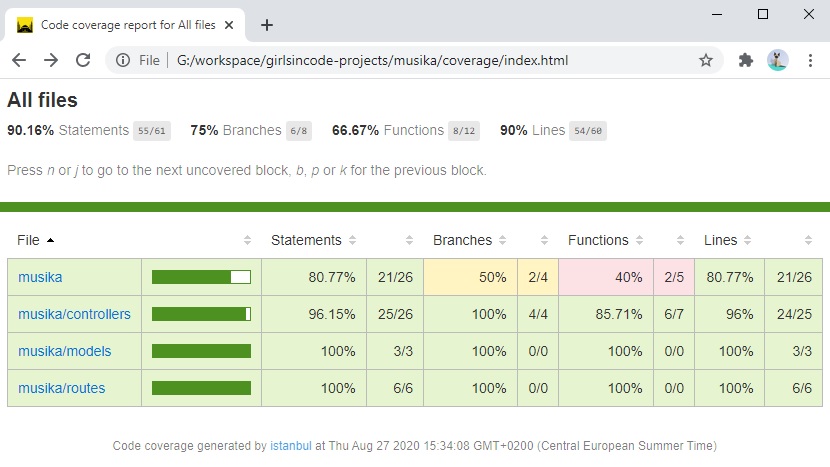 Code coverage report for All files
File G:/workspace/girlsincode-projects/musika/coverage/index.html
All files
90.16% Statements 55/61 75% Branches 6/8 66.67% Functions 8/12 90% Lines 54/60
Press n or j to go to the next uncovered block, b, p or k for the previous block.
File Statements Branches Functions Lines
musika 80.77% 21/26 50% 2/4 40% 2/5 80.77% 21/26
musika/controllers 96.15% 25/26 100% 4/4 85.71% 6/7 96% 24/25
musika/models 100% 3/3 100% 0/0 100% 0/0 100% 3/3
musika/routes 100% 6/6 100% 0/0 100% 0/0 100% 6/6
Code coverage generated by istanbul at Thu Aug 27 2020 15:34:08 GMT+0200 (Central European Summer Time)